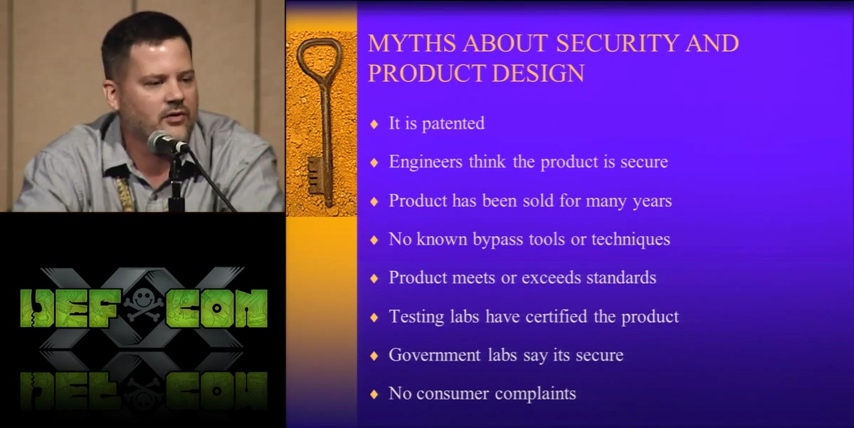 MYTHS ABOUT SECURITY AND
PRODUCT DESIGN
It is patented
Engineers think the product is secure
Product has been sold for many years
No known bypass tools or techniques
Product meets or exceeds standards
Testing labs have certified the product
Government labs say its secure
No consumer complaints
XX
DEF CON